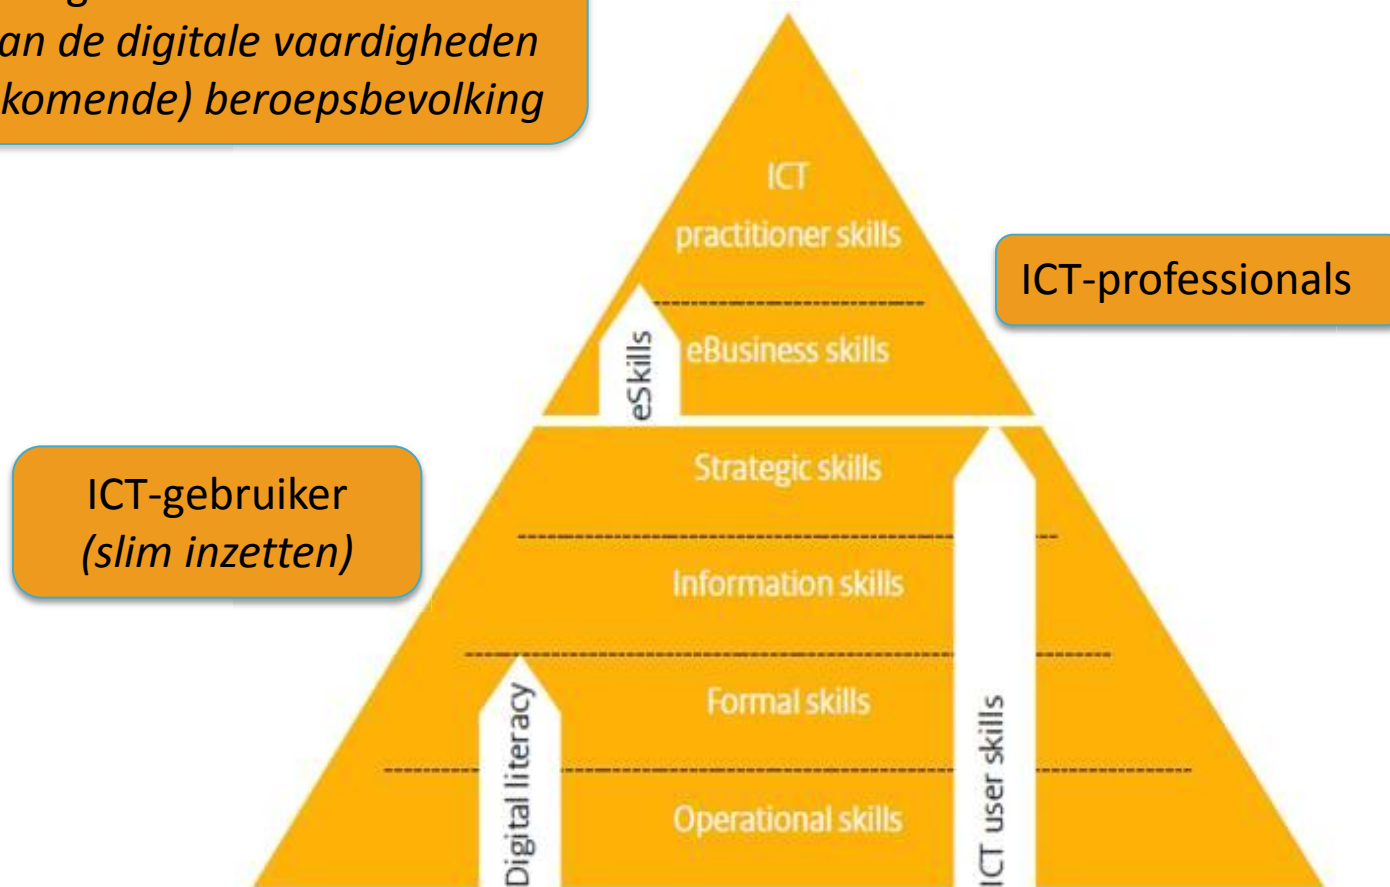 an de digitale vaardigheden
komende) beroepsbevolking
ICT
practitioner skills
ICT-professionals
eSkills
eBusiness skills
Strategic skills
ICT-gebruiker
(slim inzetten)
Information skills
Formal skills
Digital literacy
ICT user skills
Operational skills